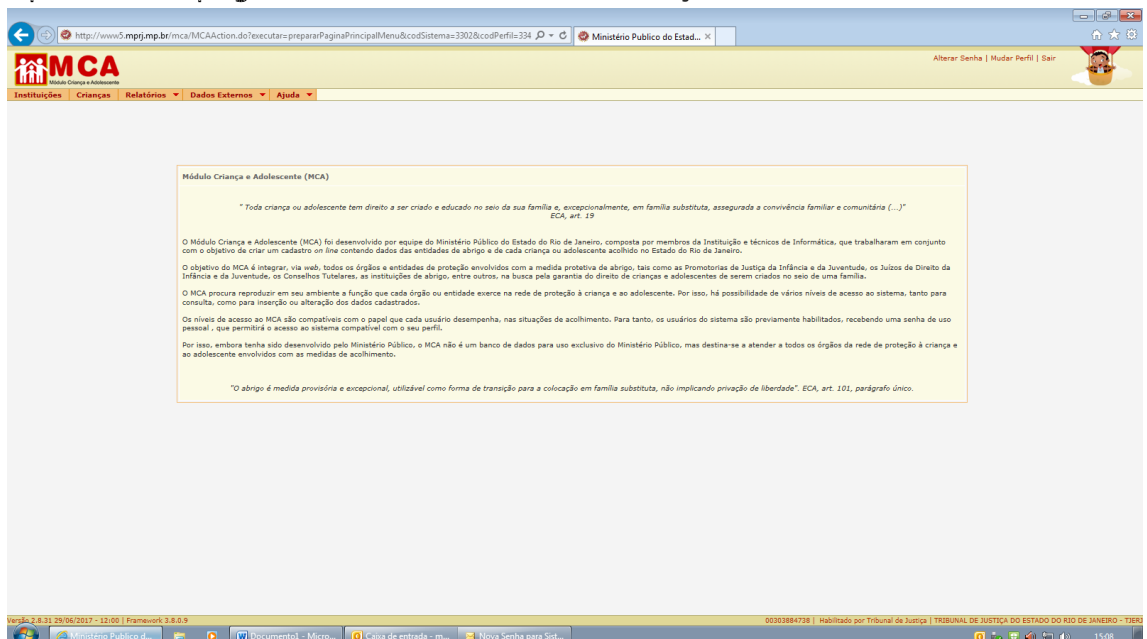 http://www5.mprj.mp.br/mca/MCAAction.do?executar=prepararPaginaPrincipalMenu&codSistema=3302&codPerfil=334
Ministério Publico do Estad...
MCA
Módulo Criança e Adolescente
Alterar Senha | Mudar Perfil | Sair
Instituições Crianças Relatórios Dados Externos Ajuda
Módulo Criança e Adolescente (MCA)
" Toda criança ou adolescente tem direito a ser criado e educado no seio da sua família e, excepcionalmente, em família substituta, assegurada a convivência familiar e comunitária (...)"
ECA, art. 19
O Módulo Criança e Adolescente (MCA) foi desenvolvido por equipe do Ministério Público do Estado do Rio de Janeiro, composta por membros da Instituição e técnicos de Informática, que trabalharam em conjunto
com o objetivo de criar um cadastro on line contendo dados das entidades de abrigo e de cada criança ou adolescente acolhido no Estado do Rio de Janeiro.
O objetivo do MCA é integrar, via web, todos os órgãos e entidades de proteção envolvidos com a medida protetiva de abrigo, tais como as Promotorias de Justiça da Infância e da Juventude, os Juízos de Direito da
Infância e da Juventude, os Conselhos Tutelares, as instituições de abrigo, entre outros, na busca pela garantia do direito de crianças e adolescentes de serem criados no seio de uma família.
O MCA procura reproduzir em seu ambiente a função que cada órgão ou entidade exerce na rede de proteção à criança e ao adolescente. Por isso, há possibilidade de vários níveis de acesso ao sistema, tanto para
consulta, como para inserção ou alteração dos dados cadastrados.
Os níveis de acesso ao MCA são compatíveis com o papel que cada usuário desempenha, nas situações de acolhimento. Para tanto, os usuários do sistema são previamente habilitados, recebendo uma senha de uso
pessoal , que permitirá o acesso ao sistema compatível com o seu perfil.
Por isso, embora tenha sido desenvolvido pelo Ministério Público, o MCA não é um banco de dados para uso exclusivo do Ministério Público, mas destina-se a atender a todos os órgãos da rede de proteção à criança e
ao adolescente envolvidos com as medidas de acolhimento.
"O abrigo é medida provisória e excepcional, utilizável como forma de transição para a colocação em família substituta, não implicando privação de liberdade". ECA, art. 101, parágrafo único.
Versão 2.8.31 29/06/2017 - 12:00 | Framework 3.8.0.9
00303884738 | Habilitado por Tribunal de Justiça | TRIBUNAL DE JUSTIÇA DO ESTADO DO RIO DE JANEIRO - TJERJ
Ministério Publico d... Documento1 - Micro... Caixa de entrada - m... Nova Senha para Sist... 15:08